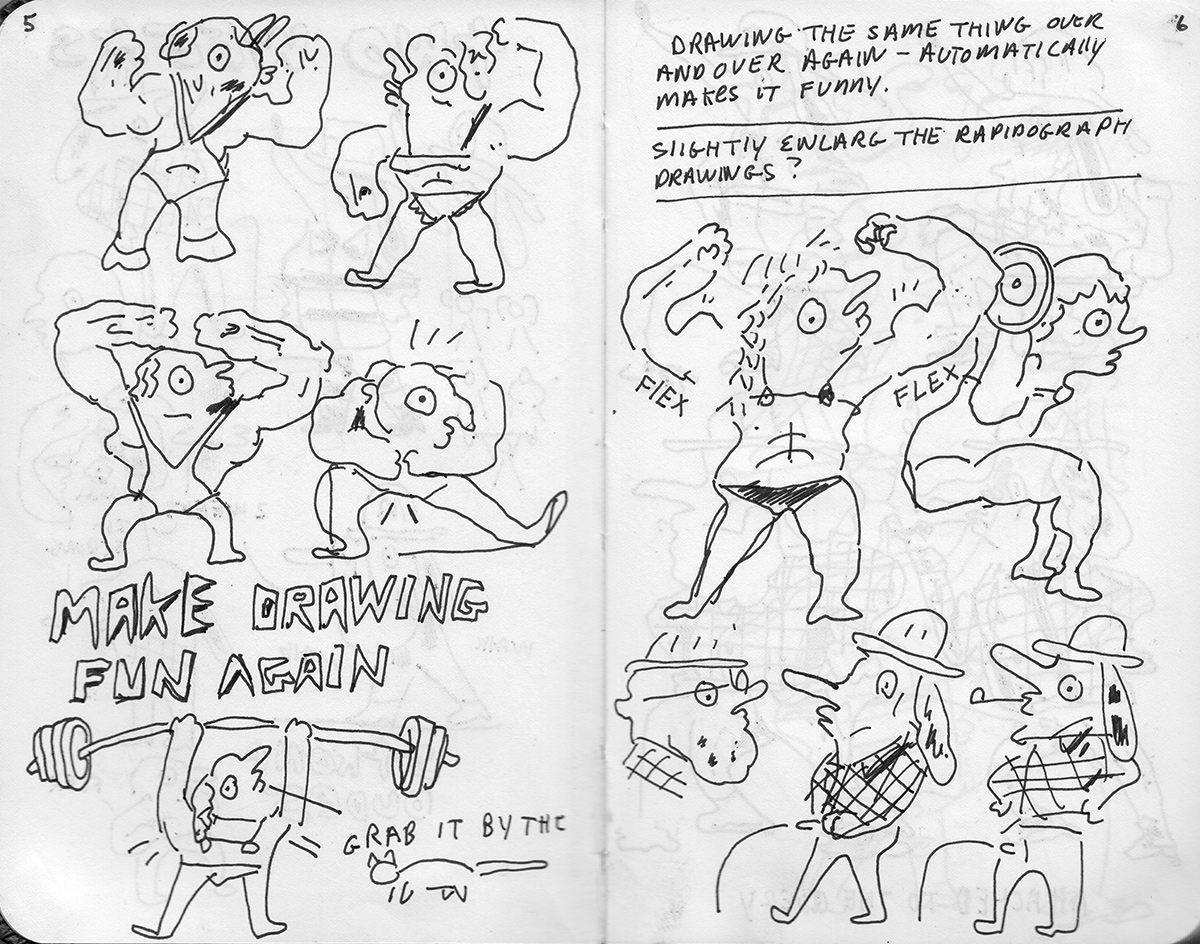 5
MAKE DRAWING
FUN AGAIN
GRAB IT BY THE
6
DRAWING THE SAME THING OVER
AND OVER AGAIN – AUTOMATICALLY
MAKES IT FUNNY.
SLIGHTLY ENLARG THE RAPIDOGRAPH
DRAWINGS?
FLEX
FLEX